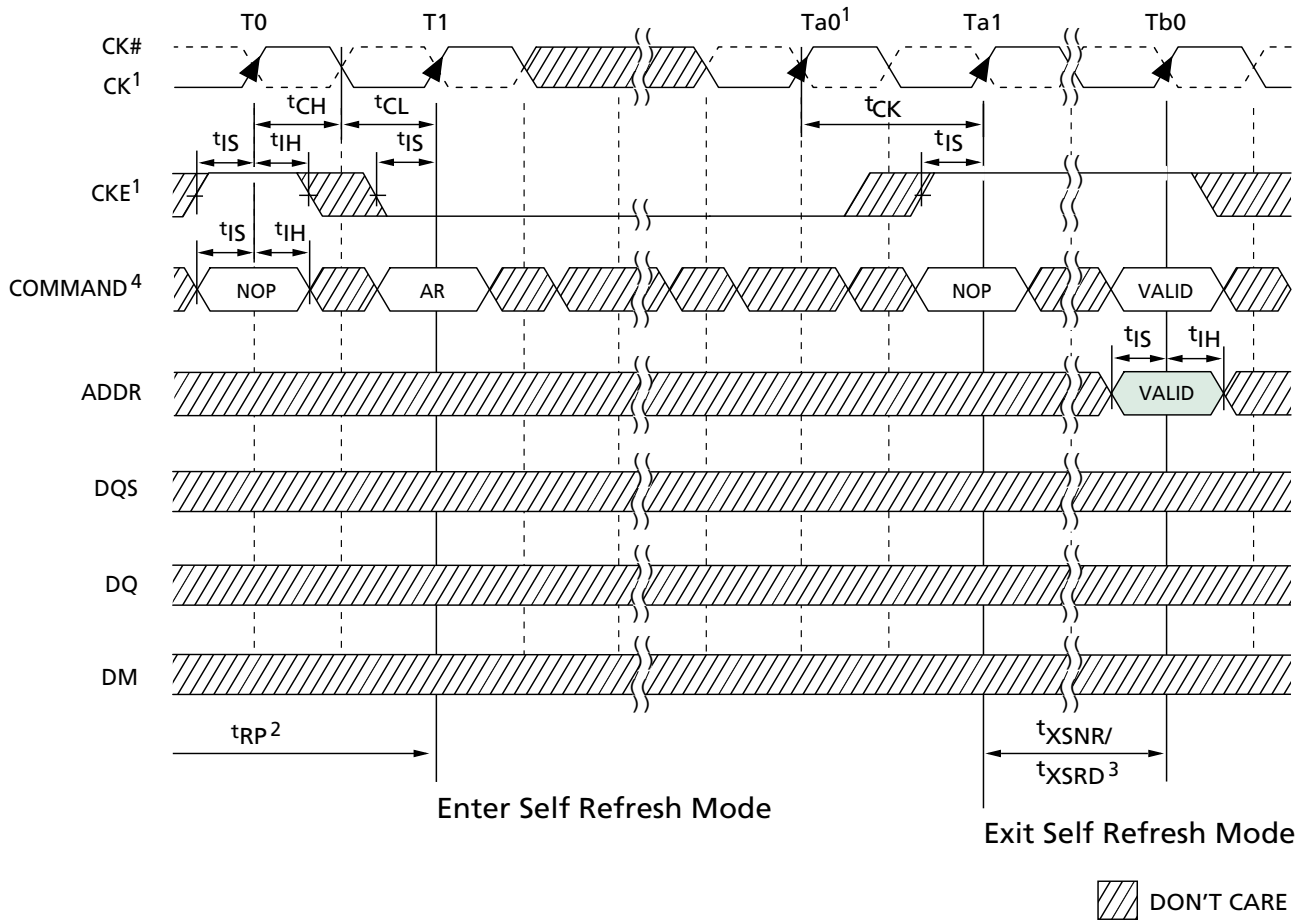 T0 T1 Ta0¹ Ta1 Tb0
CK#
CK¹
tCH tCL tCK
tIS tIH tIS tIS
CKE¹
tIS tIH
COMMAND⁴ NOP AR NOP VALID
tIS tIH
ADDR VALID
DQS
DQ
DM
tRP² tXSNR/
tXSRD³
Enter Self Refresh Mode
Exit Self Refresh Mode
DON'T CARE